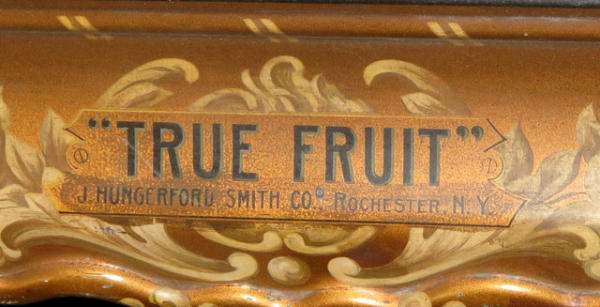 "TRUE FRUIT"
J. HUNGERFORD SMITH CO. ROCHESTER N.Y.